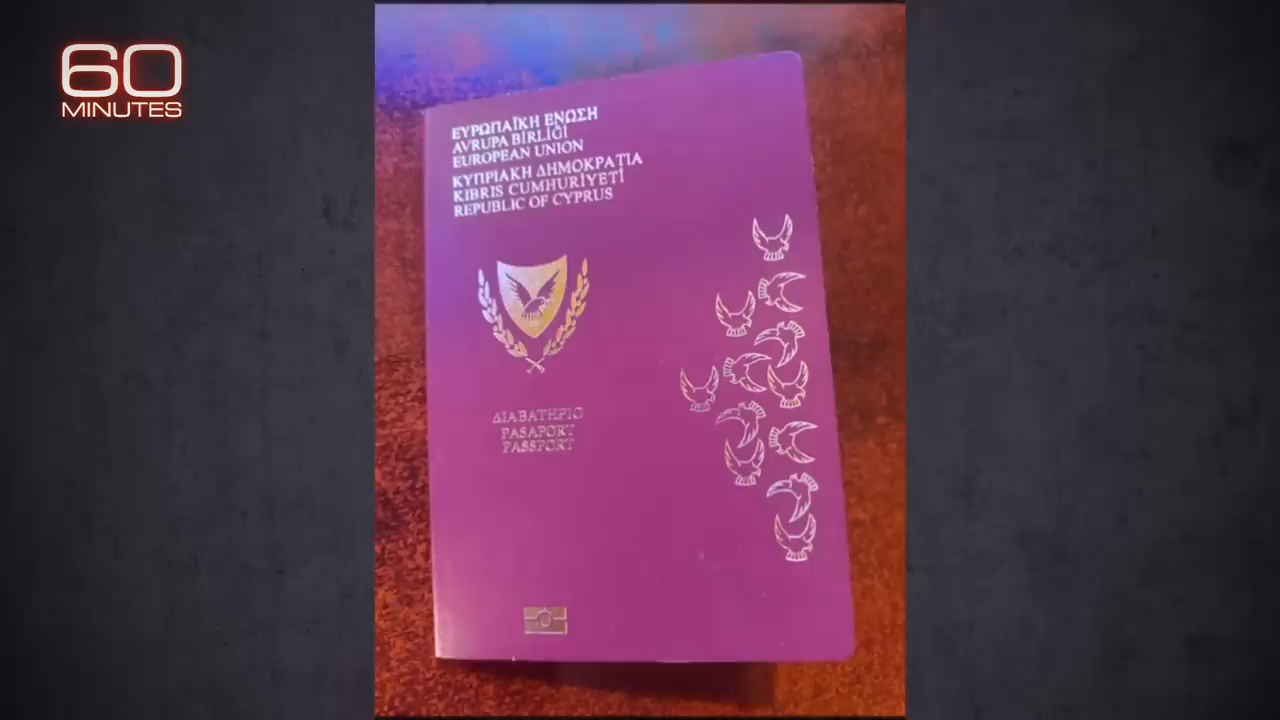 60
MINUTES
ΕΥΡΩΠΑΪΚΗ ΕΝΩΣΗ
AVRUPA BİRLİĞİ
EUROPEAN UNION
ΚΥΠΡΙΑΚΗ ΔΗΜΟΚΡΑΤΙΑ
KIBRIS CUMHURİYETİ
REPUBLIC OF CYPRUS
ΔΙΑΒΑΤΗΡΙΟ
PASAPORT
PASSPORT